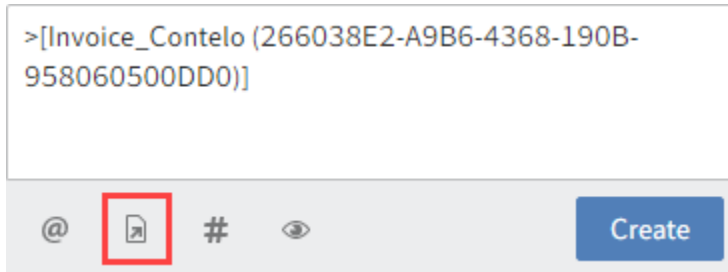 >[Invoice_Contelo (266038E2-A9B6-4368-190B-
958060500DD0)]
@ # Create